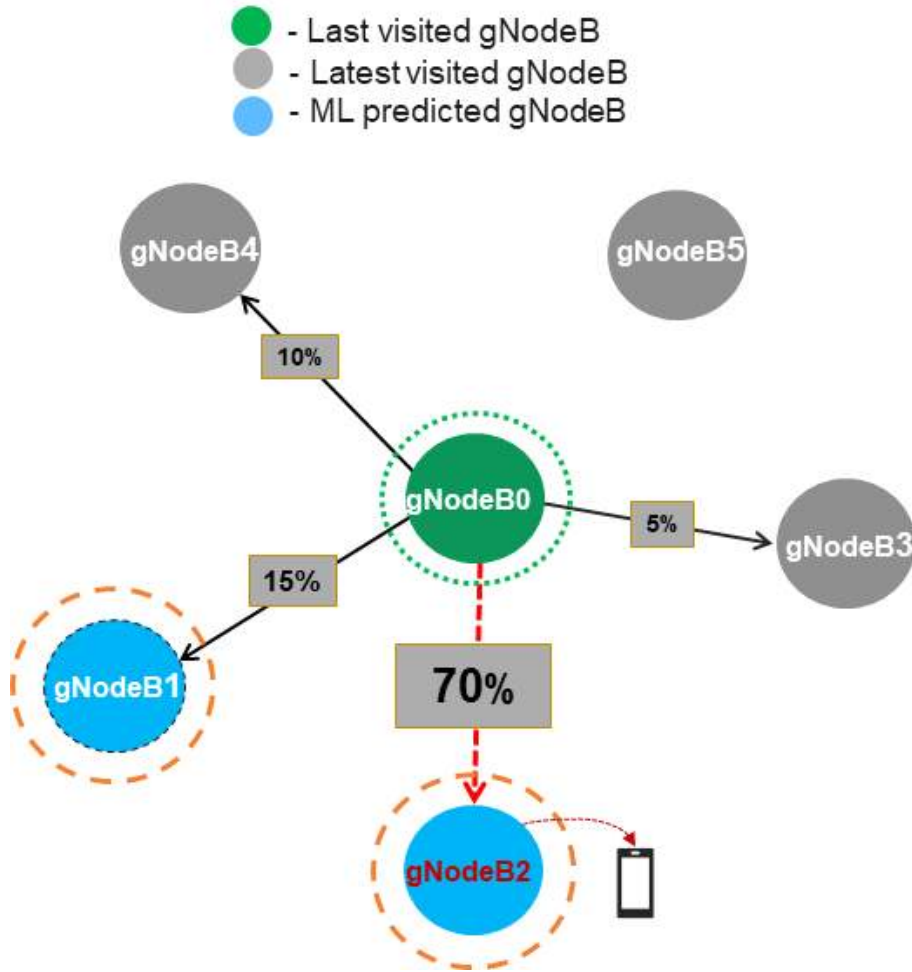 - Last visited gNodeB
- Latest visited gNodeB
- ML predicted gNodeB
gNodeB4
gNodeB5
10%
gNodeB0
5%
gNodeB3
15%
gNodeB1
70%
gNodeB2